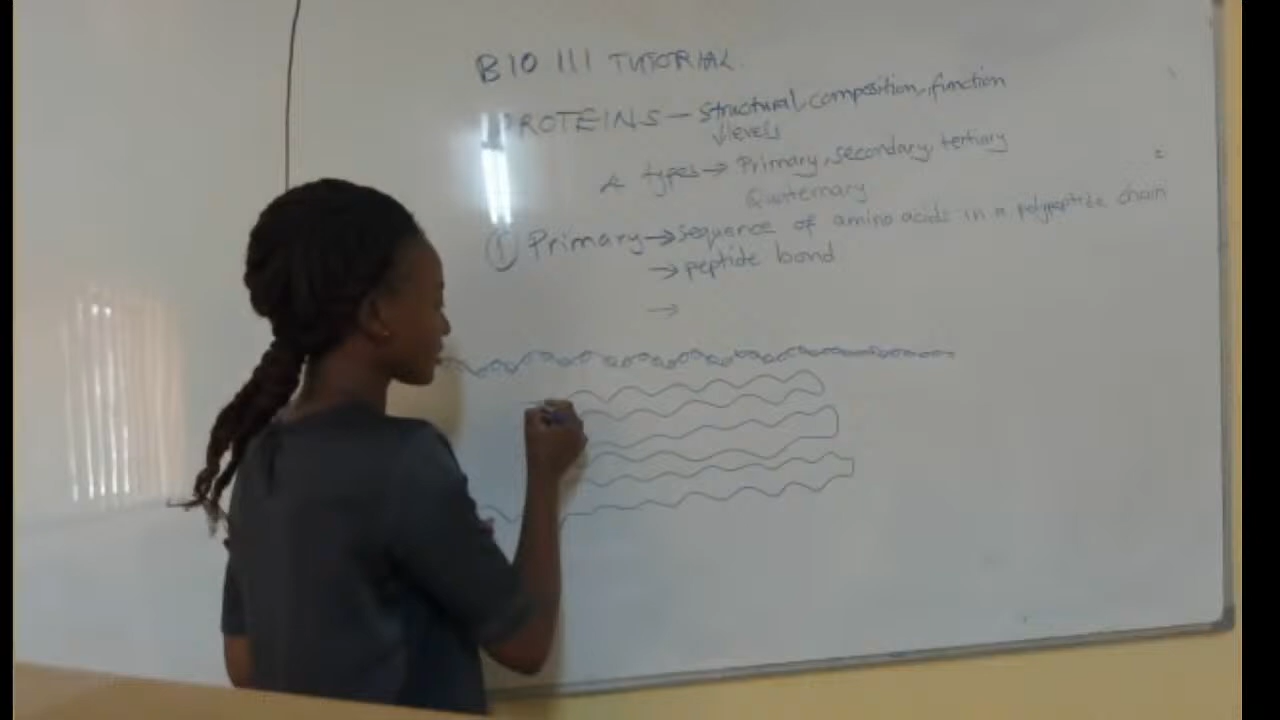 BIO 111 TUTORIAL.
PROTEINS — Structural, composition, function
↓levels
types → Primary, secondary, tertiary
Quaternary
① Primary → sequence of amino acids in a polypeptide chain
→ peptide bond
→